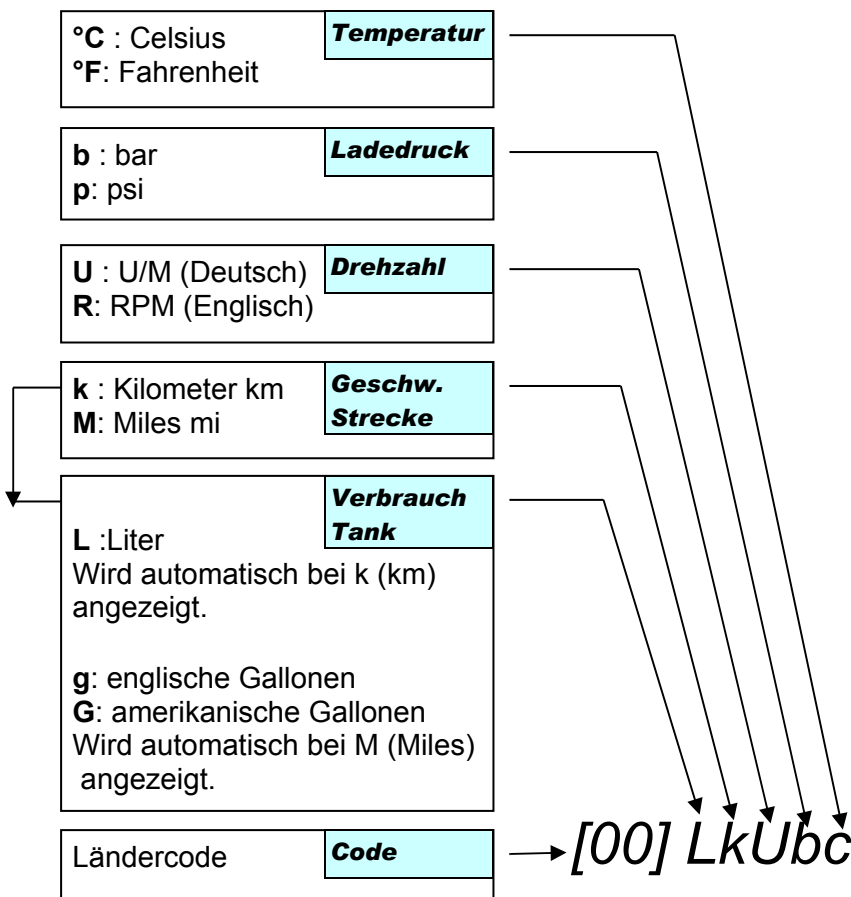 °C : Celsius
Temperatur
°F: Fahrenheit
b : bar
Ladedruck
p: psi
U : U/M (Deutsch)
Drehzahl
R: RPM (Englisch)
k : Kilometer km
Geschw.
M: Miles mi
Strecke
Verbrauch
Tank
L :Liter
Wird automatisch bei k (km)
angezeigt.
g: englische Gallonen
G: amerikanische Gallonen
Wird automatisch bei M (Miles)
angezeigt.
Ländercode
Code
[00] LkUbc